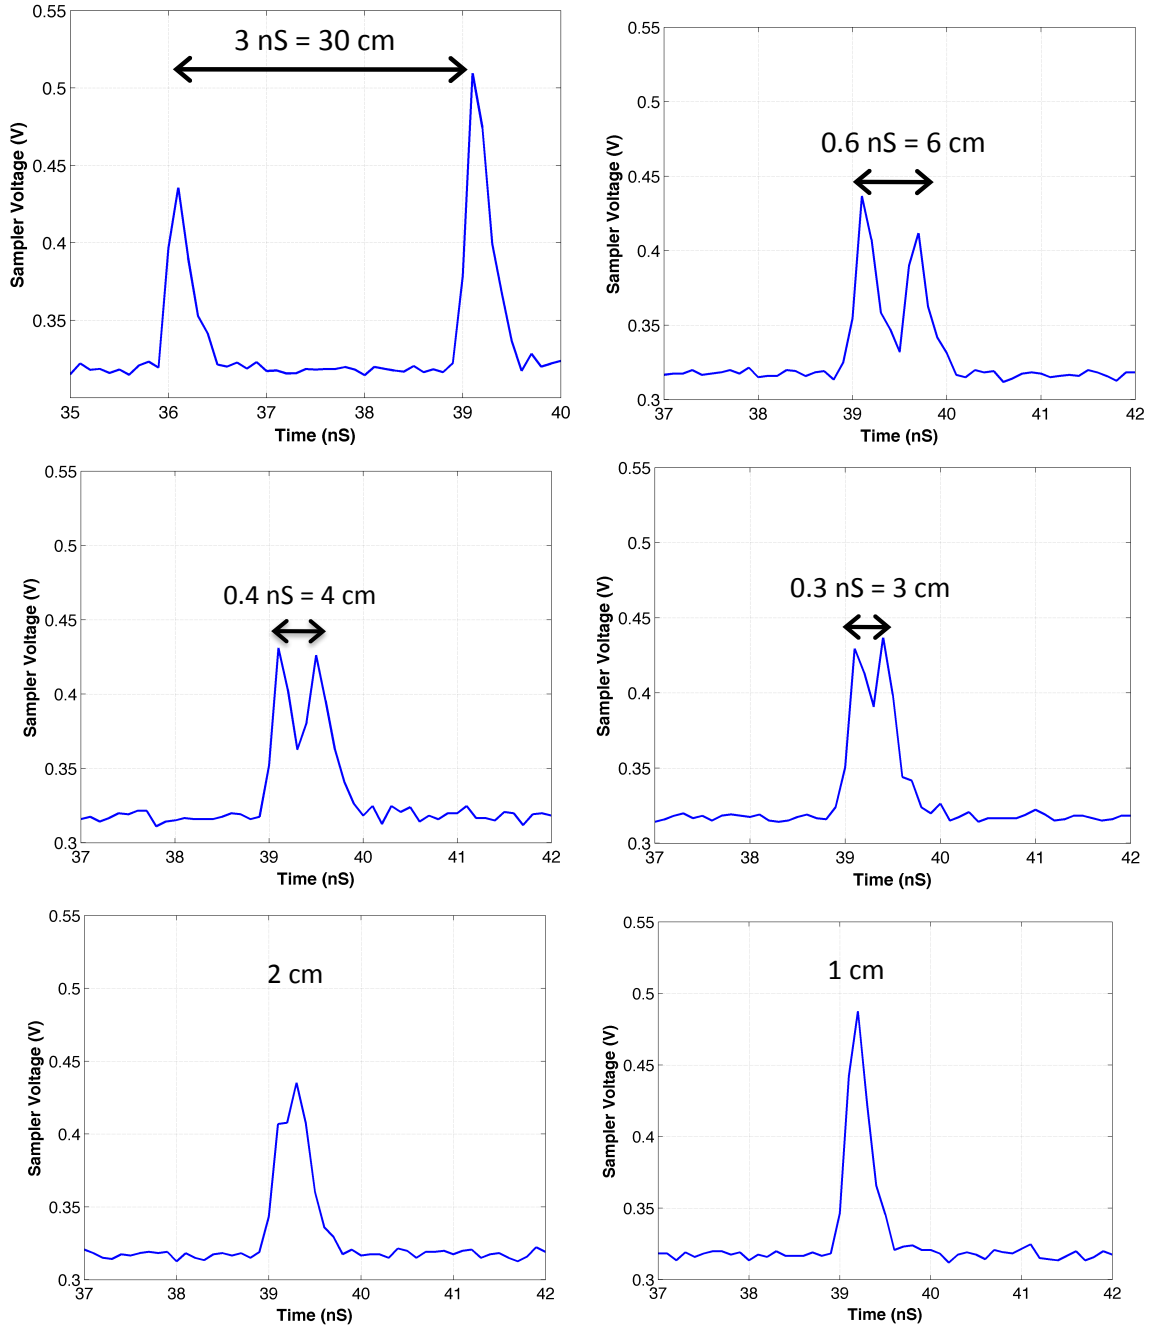 3 nS = 30 cm
0.55
0.5
0.45
0.4
0.35
35 36 37 38 39 40
Time (nS)
Sampler Voltage (V)
0.6 nS = 6 cm
0.55
0.5
0.45
0.4
0.35
0.3
37 38 39 40 41 42
Time (nS)
Sampler Voltage (V)
0.4 nS = 4 cm
0.55
0.5
0.45
0.4
0.35
0.3
37 38 39 40 41 42
Time (nS)
Sampler Voltage (V)
0.3 nS = 3 cm
0.55
0.5
0.45
0.4
0.35
0.3
37 38 39 40 41 42
Time (nS)
Sampler Voltage (V)
2 cm
0.55
0.5
0.45
0.4
0.35
0.3
37 38 39 40 41 42
Time (nS)
Sampler Voltage (V)
1 cm
0.55
0.5
0.45
0.4
0.35
0.3
37 38 39 40 41 42
Time (nS)
Sampler Voltage (V)